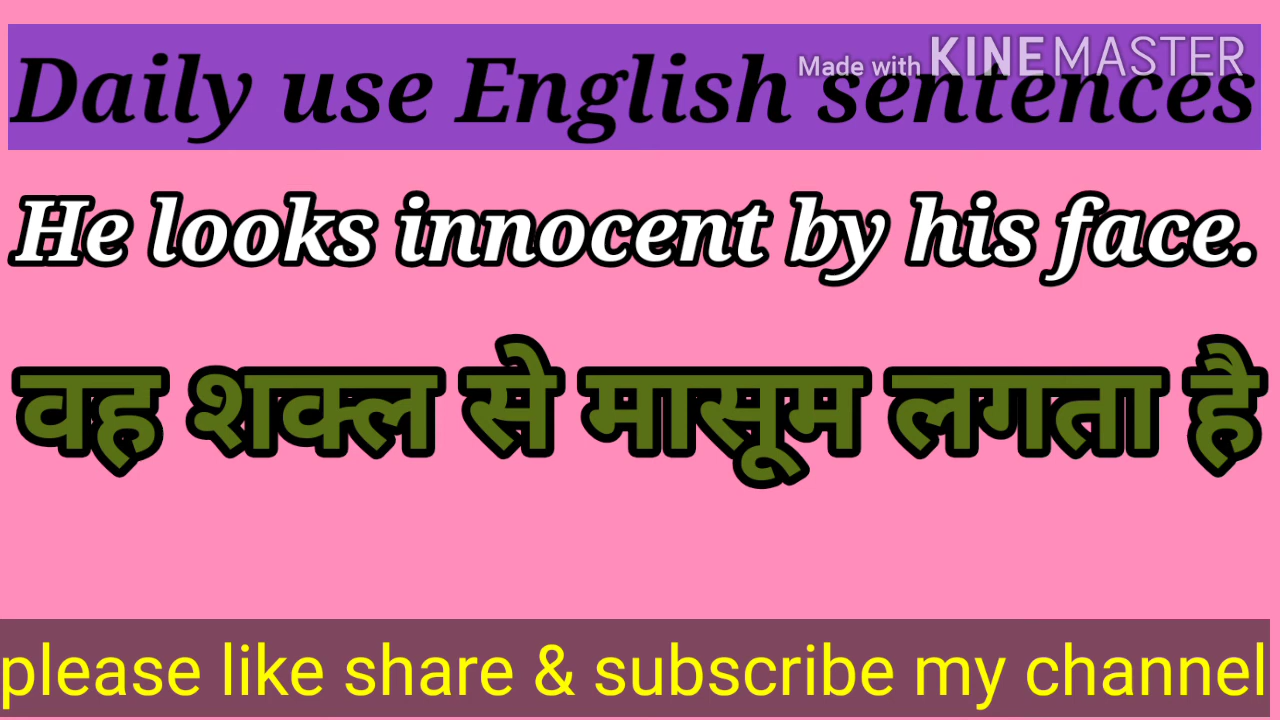 Made with KINEMASTER
Daily use English sentences
He looks innocent by his face.
वह शक्ल से मासूम लगता है
please like share & subscribe my channel